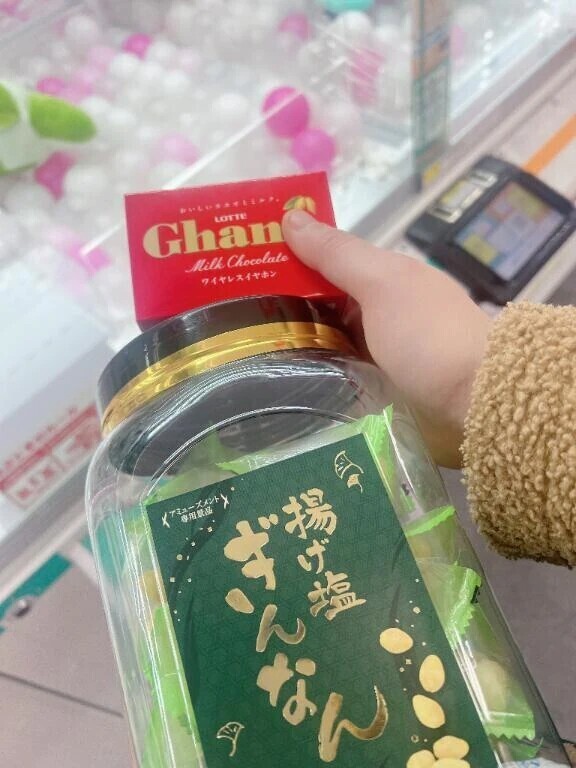 おいしいカカオとミルク。
LOTTE
Ghana
Milk Chocolate
ワイヤレスイヤホン
アミューズメント
専用景品
揚げ塩
ぎんなん